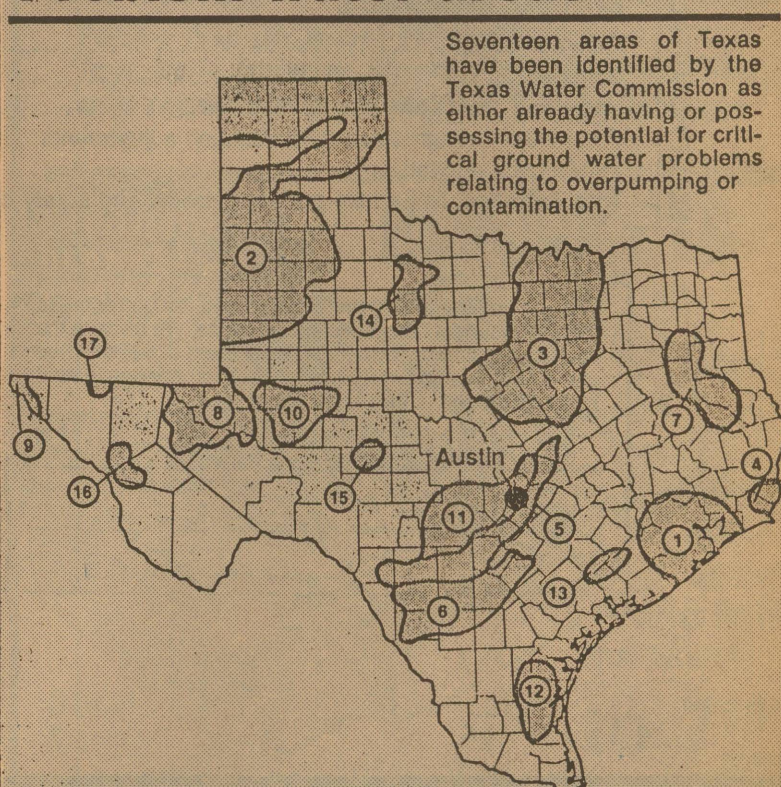 Seventeen areas of Texas
have been identified by the
Texas Water Commission as
either already having or pos-
sessing the potential for criti-
cal ground water problems
relating to overpumping or
contamination.
2
14
17
3
9
8
10
7
16
15
Austin
4
11
5
1
13
6
12